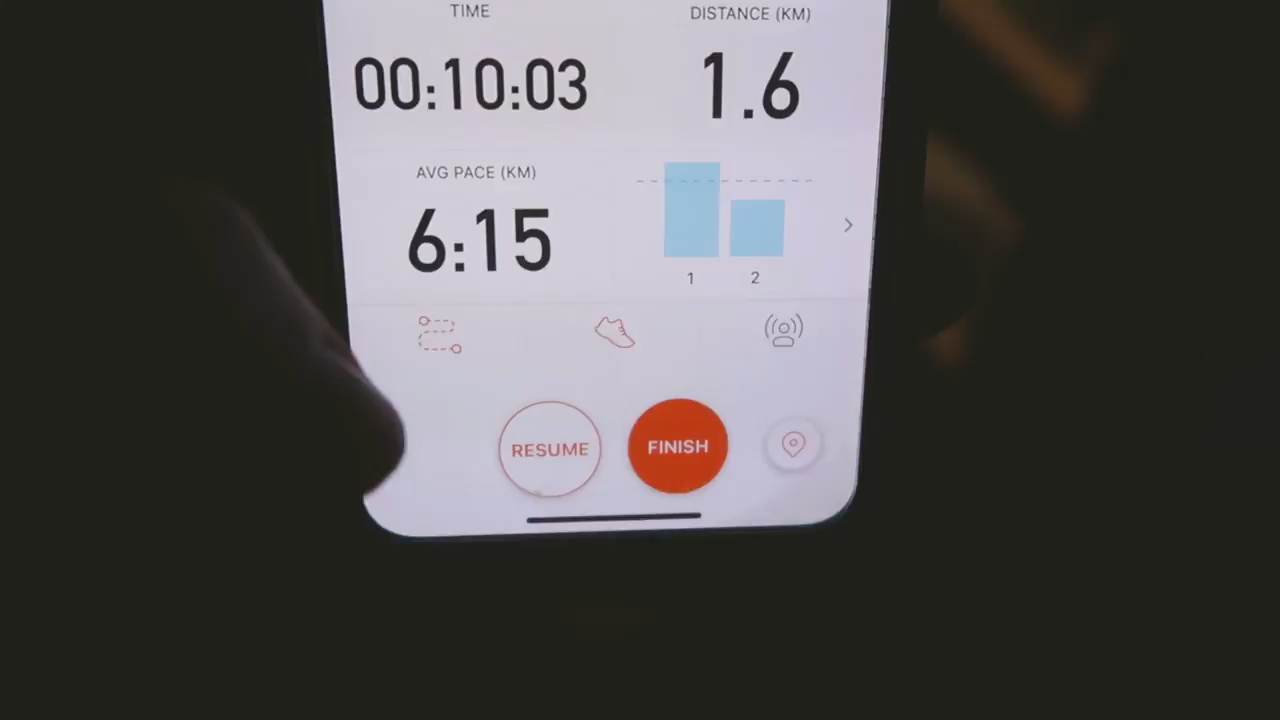 TIME
DISTANCE (KM)
00:10:03
1.6
AVG PACE (KM)
6:15
1
2
RESUME
FINISH